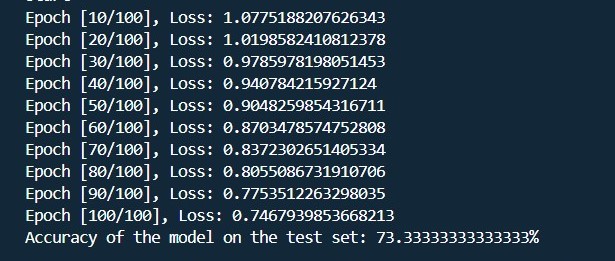 Epoch [10/100], Loss: 1.0775188207626343
Epoch [20/100], Loss: 1.0198582410812378
Epoch [30/100], Loss: 0.9785978198051453
Epoch [40/100], Loss: 0.940784215927124
Epoch [50/100], Loss: 0.9048259854316711
Epoch [60/100], Loss: 0.8703478574752808
Epoch [70/100], Loss: 0.8372302651405334
Epoch [80/100], Loss: 0.8055086731910706
Epoch [90/100], Loss: 0.7753512263298035
Epoch [100/100], Loss: 0.7467939853668213
Accuracy of the model on the test set: 73.33333333333333%